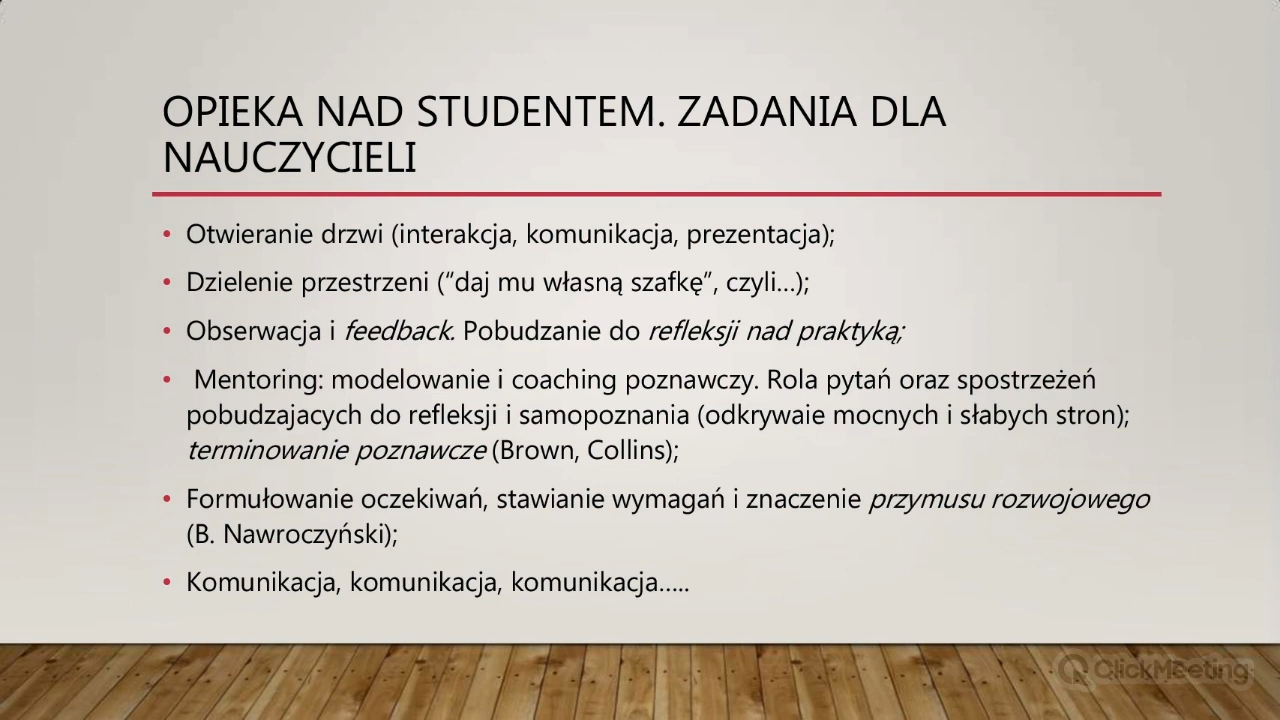 OPIEKA NAD STUDENTEM. ZADANIA DLA
NAUCZYCIELI
• Otwieranie drzwi (interakcja, komunikacja, prezentacja);
• Dzielenie przestrzeni (“daj mu własną szafkę”, czyli…);
• Obserwacja i feedback. Pobudzanie do refleksji nad praktyką;
• Mentoring: modelowanie i coaching poznawczy. Rola pytań oraz spostrzeżeń
pobudzajacych do refleksji i samopoznania (odkrywaie mocnych i słabych stron);
terminowanie poznawcze (Brown, Collins);
• Formułowanie oczekiwań, stawianie wymagań i znaczenie przymusu rozwojowego
(B. Nawroczyński);
• Komunikacja, komunikacja, komunikacja…..
ClickMeeting